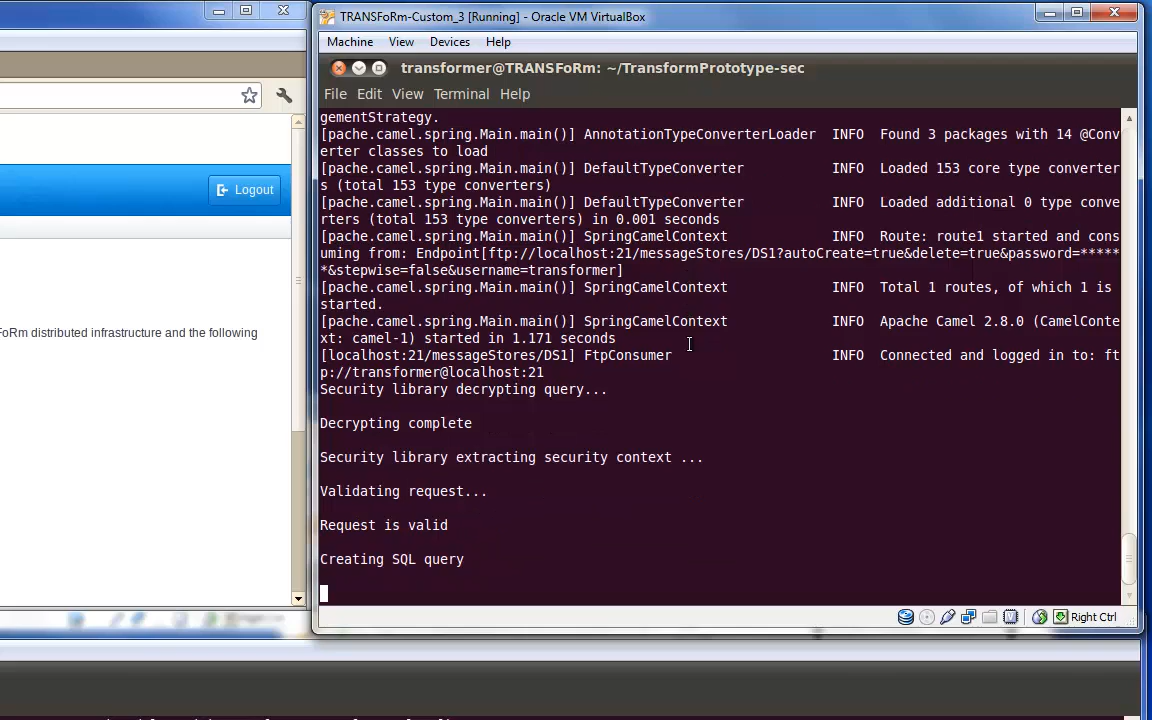 TRANSFoRm-Custom_3 [Running] - Oracle VM VirtualBox
Machine View Devices Help
transformer@TRANSFoRm: ~/TransformPrototype-sec
File Edit View Terminal Help
gementStrategy.
[pache.camel.spring.Main.main()] AnnotationTypeConverterLoader INFO Found 3 packages with 14 @Conv
erter classes to load
[pache.camel.spring.Main.main()] DefaultTypeConverter INFO Loaded 153 core type converter
s (total 153 type converters)
[pache.camel.spring.Main.main()] DefaultTypeConverter INFO Loaded additional 0 type conve
rters (total 153 type converters) in 0.001 seconds
[pache.camel.spring.Main.main()] SpringCamelContext INFO Route: route1 started and cons
uming from: Endpoint[ftp://localhost:21/messageStores/DS1?autoCreate=true&delete=true&password=*****
*&stepwise=false&username=transformer]
[pache.camel.spring.Main.main()] SpringCamelContext INFO Total 1 routes, of which 1 is
started.
[pache.camel.spring.Main.main()] SpringCamelContext INFO Apache Camel 2.8.0 (CamelConte
xt: camel-1) started in 1.171 seconds
[localhost:21/messageStores/DS1] FtpConsumer INFO Connected and logged in to: ft
p://transformer@localhost:21
Security library decrypting query...
Decrypting complete
Security library extracting security context ...
Validating request...
Request is valid
Creating SQL query
Right Ctrl
Logout
FoRm distributed infrastructure and the following